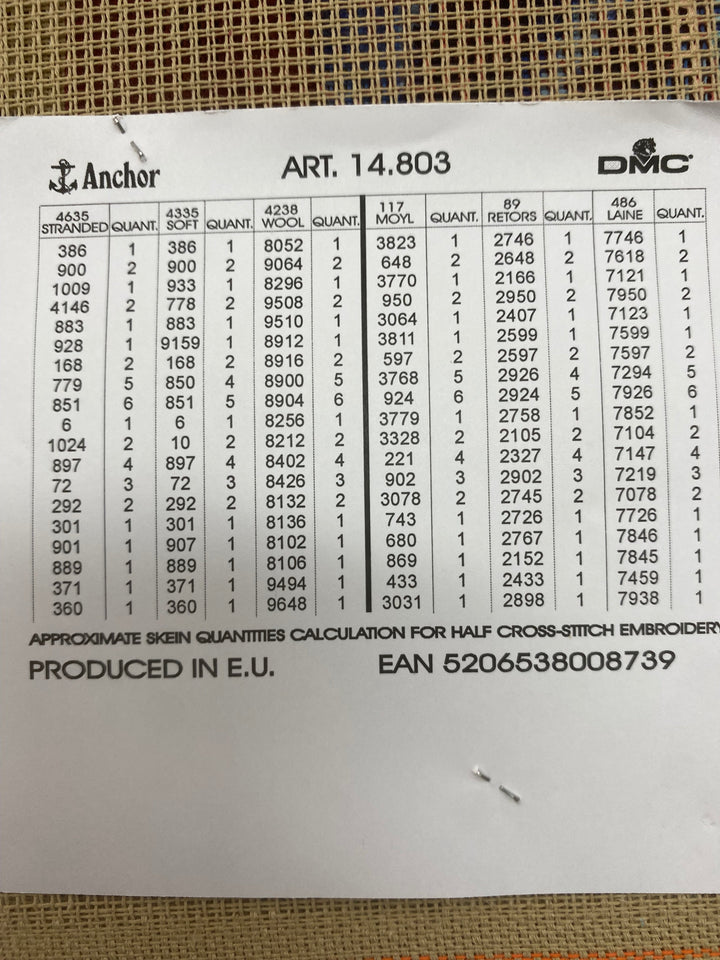 Anchor ART. 14.803 DMC
4635 STRANDED QUANT. 4335 SOFT QUANT. 4238 WOOL QUANT. 117 MOYL QUANT. 89 RETORS QUANT. 486 LAINE QUANT.
386 1 386 1 8052 1 3823 1 2746 1 7746 1
900 2 900 2 9064 2 648 2 2648 2 7618 2
1009 1 933 1 8296 1 3770 1 2166 1 7121 1
4146 2 778 2 9508 2 950 2 2950 2 7950 2
883 1 883 1 9510 1 3064 1 2407 1 7123 1
928 1 9159 1 8912 1 3811 1 2599 1 7599 1
168 2 168 2 8916 2 597 2 2597 2 7597 2
779 5 850 4 8900 5 3768 5 2926 4 7294 5
851 6 851 5 8904 6 924 6 2924 5 7926 6
6 1 6 1 8256 1 3779 1 2758 1 7852 1
1024 2 10 2 8212 2 3328 2 2105 2 7104 2
897 4 897 4 8402 4 221 4 2327 4 7147 4
72 3 72 3 8426 3 902 3 2902 3 7219 3
292 2 292 2 8132 2 3078 2 2745 2 7078 2
301 1 301 1 8136 1 743 1 2726 1 7726 1
901 1 907 1 8102 1 680 1 2767 1 7846 1
889 1 889 1 8106 1 869 1 2152 1 7845 1
371 1 371 1 9494 1 433 1 2433 1 7459 1
360 1 360 1 9648 1 3031 1 2898 1 7938 1
APPROXIMATE SKEIN QUANTITIES CALCULATION FOR HALF CROSS-STITCH EMBROIDERY
PRODUCED IN E.U. EAN 5206538008739